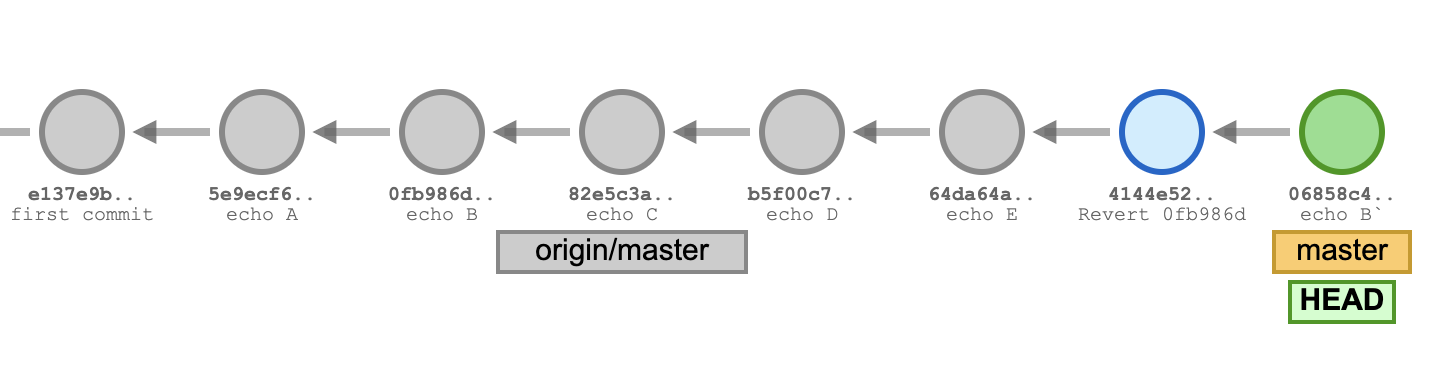 e137e9b..
first commit
5e9ecf6..
echo A
0fb986d..
echo B
82e5c3a..
echo C
origin/master
b5f00c7..
echo D
64da64a..
echo E
4144e52..
Revert 0fb986d
06858c4..
echo B`
master
HEAD